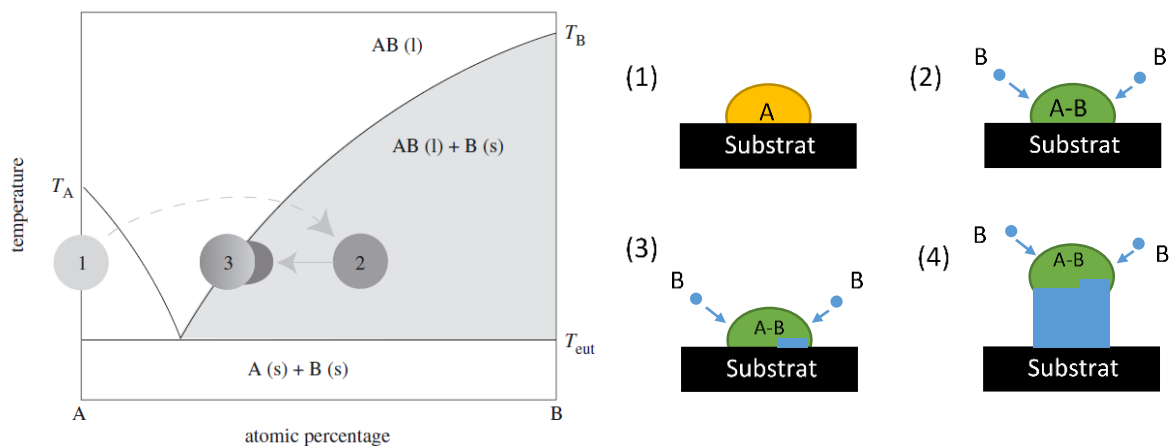 temperature
T_A
1
AB (l)
AB (l) + B (s)
3
2
T_B
T_eut
A (s) + B (s)
A
B
atomic percentage
(1)
A
Substrat
(2)
B
B
A-B
Substrat
(3)
B
B
A-B
Substrat
(4)
B
B
A-B
Substrat